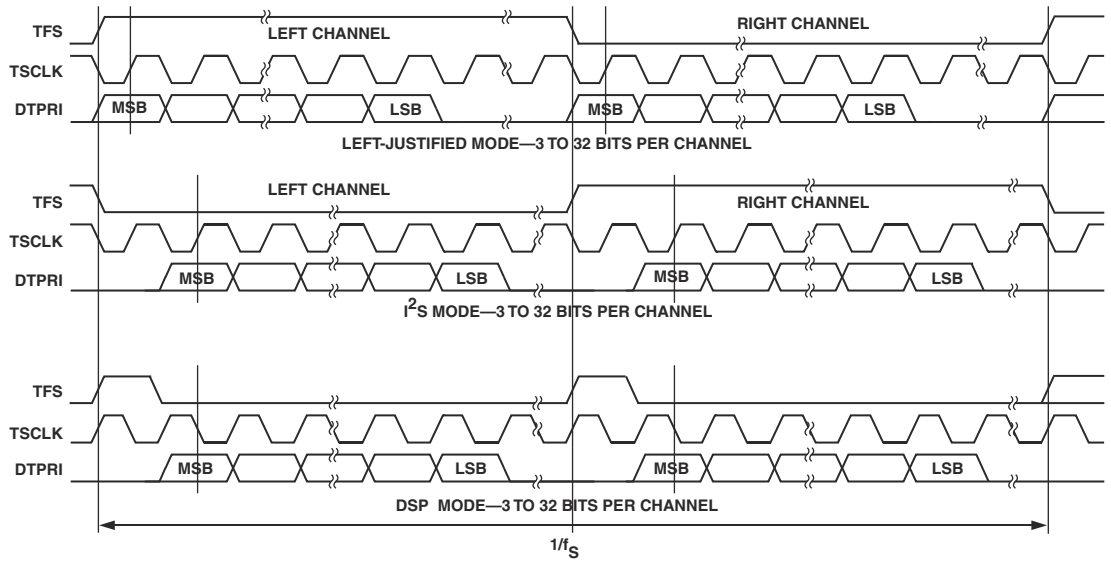 TFS
LEFT CHANNEL
RIGHT CHANNEL
TSCLK
DTPRI
MSB
LSB
MSB
LSB
LEFT-JUSTIFIED MODE—3 TO 32 BITS PER CHANNEL
TFS
LEFT CHANNEL
RIGHT CHANNEL
TSCLK
DTPRI
MSB
LSB
MSB
LSB
I²S MODE—3 TO 32 BITS PER CHANNEL
TFS
TSCLK
DTPRI
MSB
LSB
MSB
LSB
DSP MODE—3 TO 32 BITS PER CHANNEL
1/fS